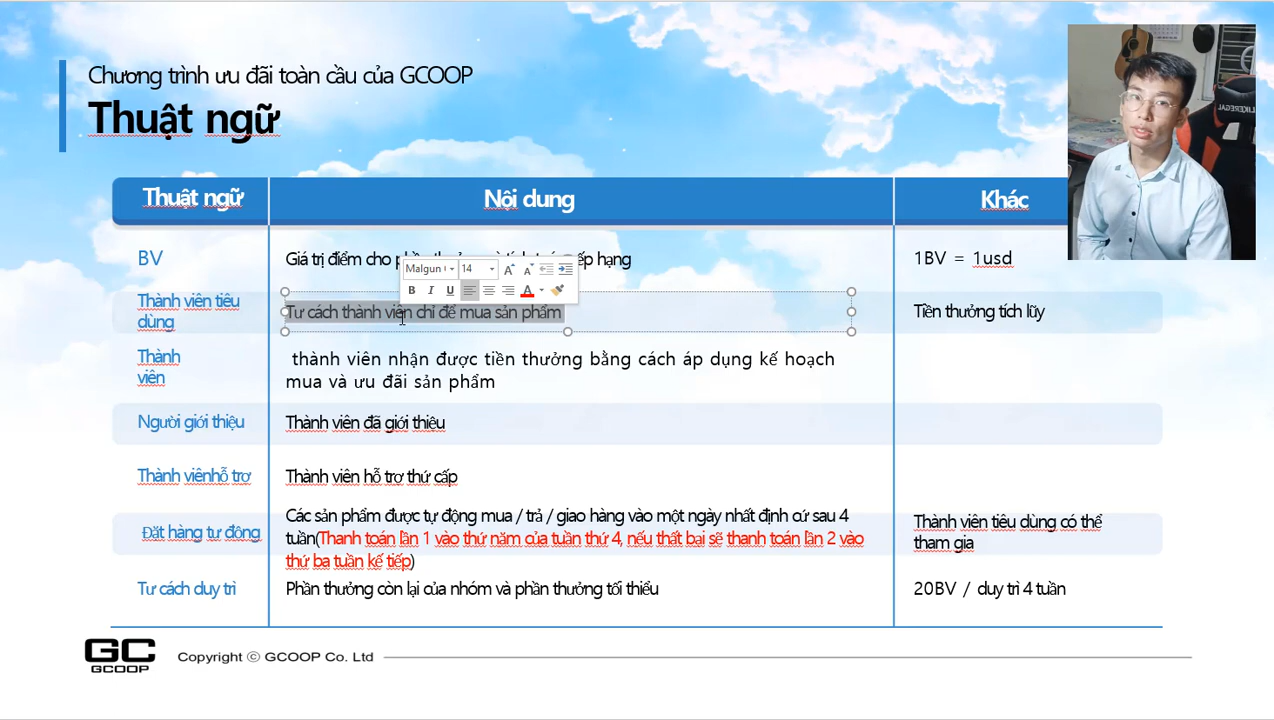 Chương trình ưu đãi toàn cầu của GCOOP
Thuật ngữ
Thuật ngữ
Nội dung
Khác
BV
Giá trị điểm cho
ếp hạng
1BV = 1usd
Malgun
14
B I U
A
Thành viên tiêu
dùng
Tư cách thành viên chỉ để mua sản phẩm
Tiền thưởng tích lũy
Thành
viên
thành viên nhận được tiền thưởng bằng cách áp dụng kế hoạch
mua và ưu đãi sản phẩm
Người giới thiệu
Thành viên đã giới thiệu
Thành viênhỗ trợ
Thành viên hỗ trợ thứ cấp
Đặt hàng tự động
Các sản phẩm được tự động mua / trả / giao hàng vào một ngày nhất định cứ sau 4
tuần(Thanh toán lần 1 vào thứ năm của tuần thứ 4, nếu thất bại sẽ thanh toán lần 2 vào
thứ ba tuần kế tiếp)
Thành viên tiêu dùng có thể
tham gia
Tư cách duy trì
Phần thưởng còn lại của nhóm và phần thưởng tối thiểu
20BV / duy trì 4 tuần
GC
GCOOP
Copyright © GCOOP Co. Ltd